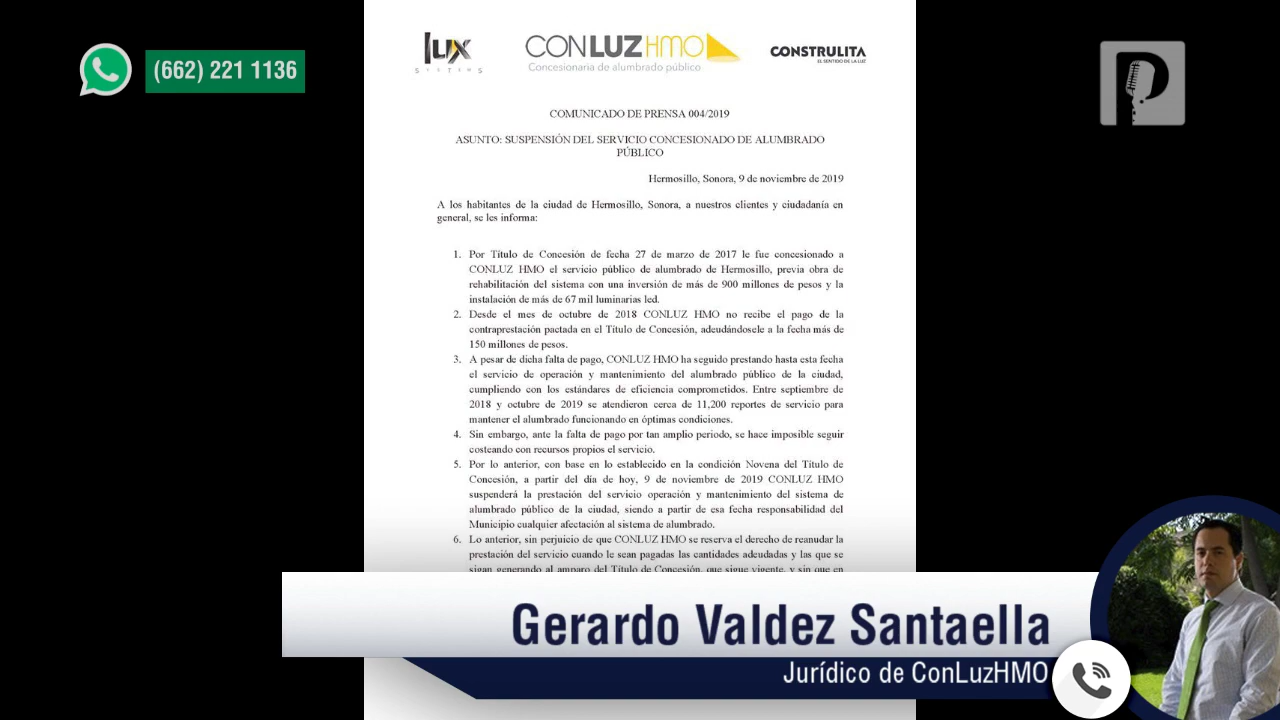 (662) 221 1136
lux
SYSTEMS
CONLUZHMO
Concesionaria de alumbrado público
CONSTRULITA
EL SENTIDO DE LA LUZ
P
COMUNICADO DE PRENSA 004/2019
ASUNTO: SUSPENSIÓN DEL SERVICIO CONCESIONADO DE ALUMBRADO
PÚBLICO
Hermosillo, Sonora, 9 de noviembre de 2019
A los habitantes de la ciudad de Hermosillo, Sonora, a nuestros clientes y ciudadanía en
general, se les informa:
1. Por Título de Concesión de fecha 27 de marzo de 2017 le fue concesionado a
CONLUZ HMO el servicio público de alumbrado de Hermosillo, previa obra de
rehabilitación del sistema con una inversión de más de 900 millones de pesos y la
instalación de más de 67 mil luminarias led.
2. Desde el mes de octubre de 2018 CONLUZ HMO no recibe el pago de la
contraprestación pactada en el Título de Concesión, adeudándosele a la fecha más de
150 millones de pesos.
3. A pesar de dicha falta de pago, CONLUZ HMO ha seguido prestando hasta esta fecha
el servicio de operación y mantenimiento del alumbrado público de la ciudad,
cumpliendo con los estándares de eficiencia comprometidos. Entre septiembre de
2018 y octubre de 2019 se atendieron cerca de 11,200 reportes de servicio para
mantener el alumbrado funcionando en óptimas condiciones.
4. Sin embargo, ante la falta de pago por tan amplio periodo, se hace imposible seguir
costeando con recursos propios el servicio.
5. Por lo anterior, con base en lo establecido en la condición Novena del Título de
Concesión, a partir del día de hoy, 9 de noviembre de 2019 CONLUZ HMO
suspenderá la prestación del servicio operación y mantenimiento del sistema de
alumbrado público de la ciudad, siendo a partir de esa fecha responsabilidad del
Municipio cualquier afectación al sistema de alumbrado.
6. Lo anterior, sin perjuicio de que CONLUZ HMO se reserva el derecho de reanudar la
prestación del servicio cuando le sean pagadas las cantidades adeudadas y las que se
sigan generando al amparo del Título de Concesión, que sigue vigente, y sin que en
Gerardo Valdez Santaella
Jurídico de ConLuzHMO